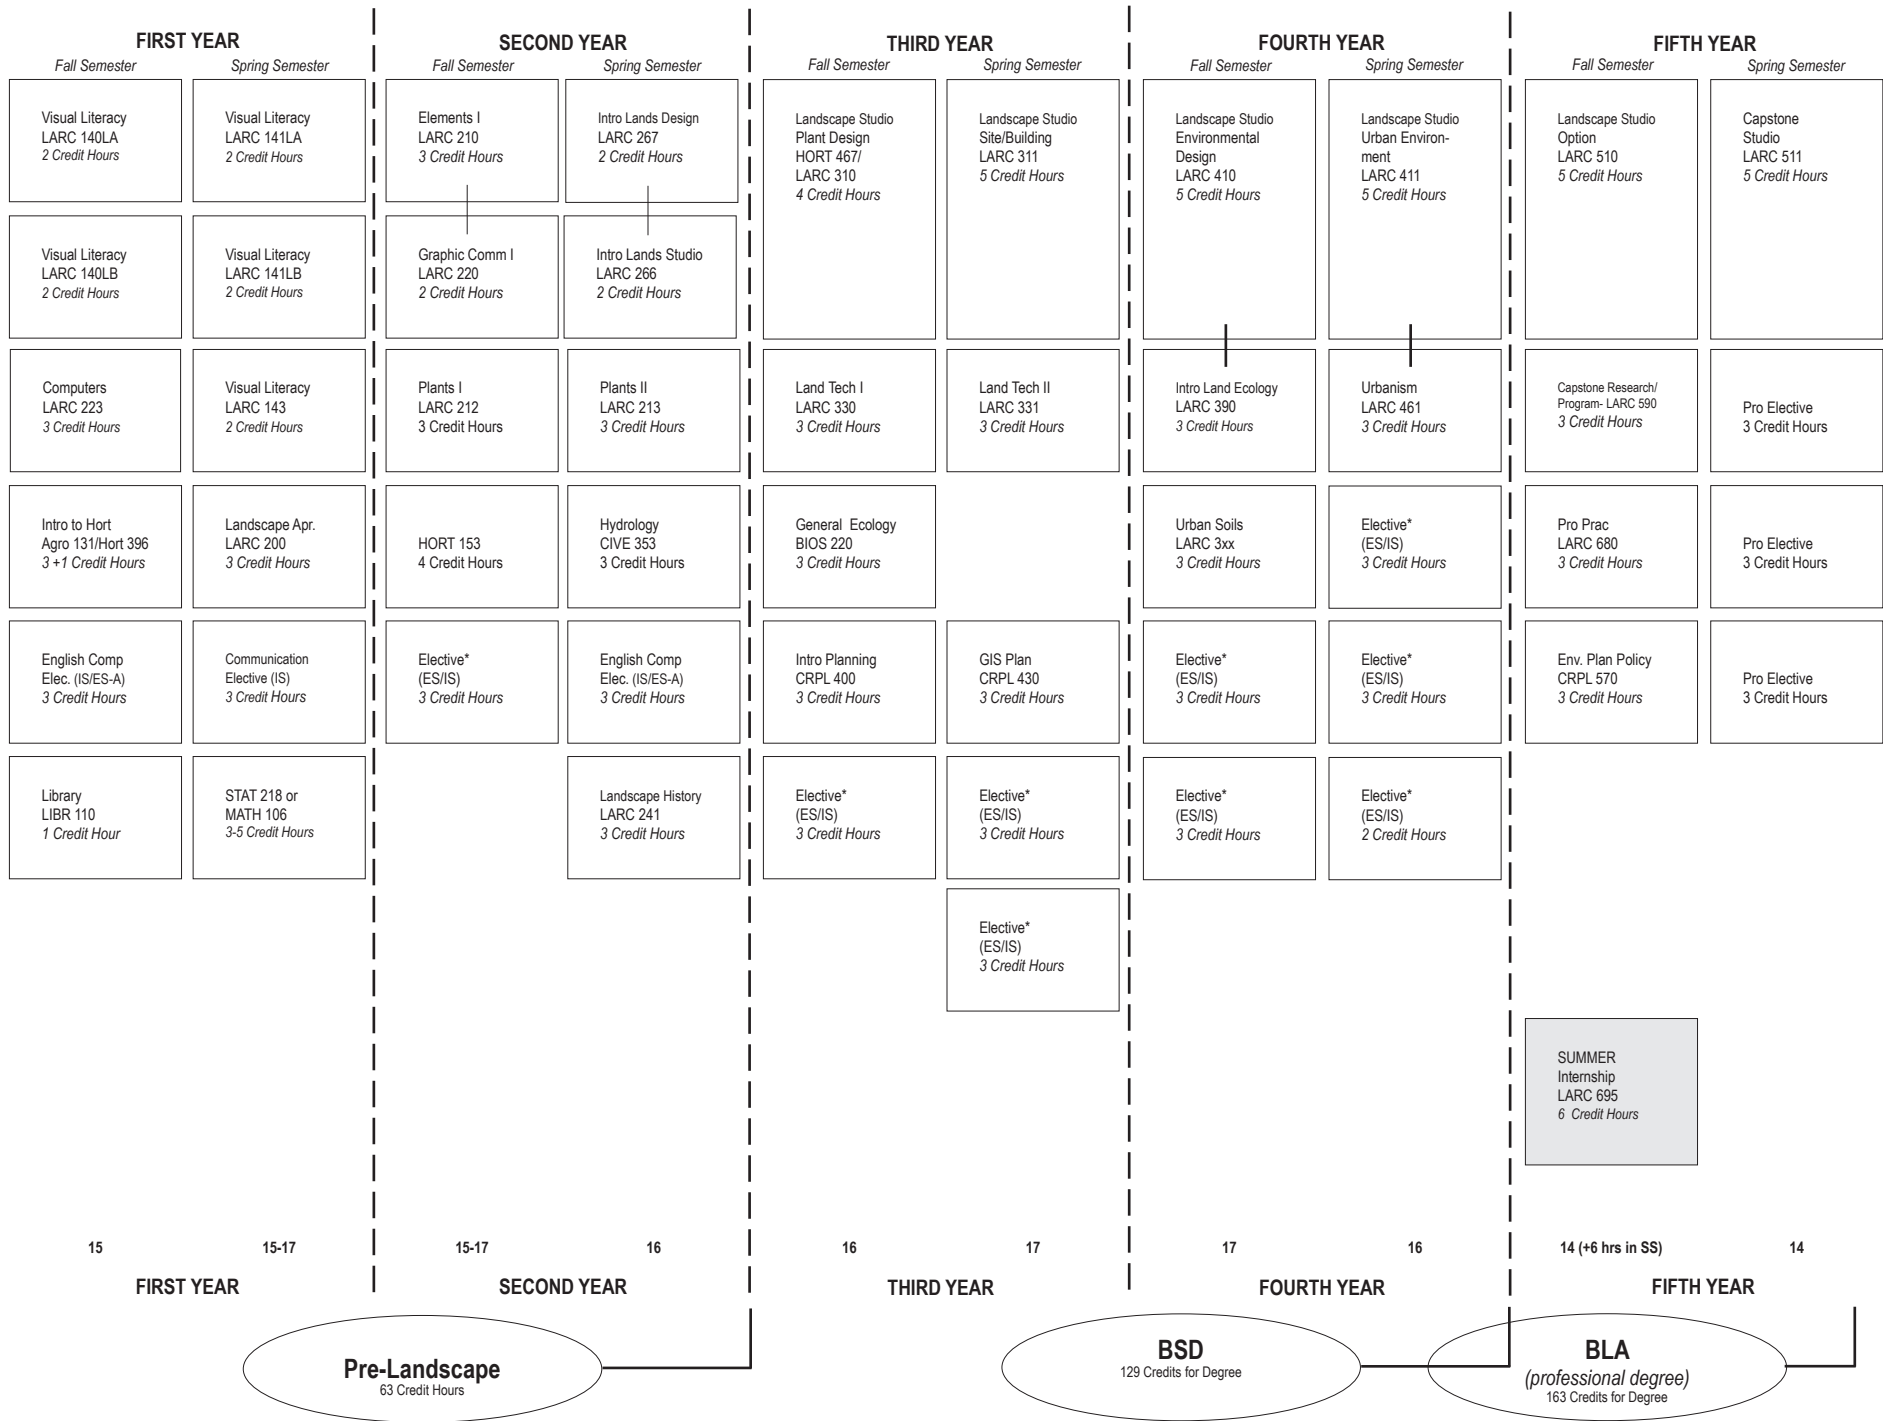 FIRST YEAR
Fall Semester
Spring Semester
SECOND YEAR
Fall Semester
Spring Semester
THIRD YEAR
Fall Semester
Spring Semester
FOURTH YEAR
Fall Semester
Spring Semester
FIFTH YEAR
Fall Semester
Spring Semester
Visual Literacy
LARC 140LA
2 Credit Hours
Visual Literacy
LARC 141LA
2 Credit Hours
Elements I
LARC 210
3 Credit Hours
Intro Lands Design
LARC 267
2 Credit Hours
Landscape Studio
Plant Design
HORT 467/
LARC 310
4 Credit Hours
Landscape Studio
Site/Building
LARC 311
5 Credit Hours
Landscape Studio
Environmental
Design
LARC 410
5 Credit Hours
Landscape Studio
Urban Environ-
ment
LARC 411
5 Credit Hours
Landscape Studio
Option
LARC 510
5 Credit Hours
Capstone
Studio
LARC 511
5 Credit Hours
Visual Literacy
LARC 140LB
2 Credit Hours
Visual Literacy
LARC 141LB
2 Credit Hours
Graphic Comm I
LARC 220
2 Credit Hours
Intro Lands Studio
LARC 266
2 Credit Hours
Computers
LARC 223
3 Credit Hours
Visual Literacy
LARC 143
2 Credit Hours
Plants I
LARC 212
3 Credit Hours
Plants II
LARC 213
3 Credit Hours
Land Tech I
LARC 330
3 Credit Hours
Land Tech II
LARC 331
3 Credit Hours
Intro Land Ecology
LARC 390
3 Credit Hours
Urbanism
LARC 461
3 Credit Hours
Capstone Research/
Program- LARC 590
3 Credit Hours
Pro Elective
3 Credit Hours
Intro to Hort
Agro 131/Hort 396
3 +1 Credit Hours
Landscape Apr.
LARC 200
3 Credit Hours
HORT 153
4 Credit Hours
Hydrology
CIVE 353
3 Credit Hours
General Ecology
BIOS 220
3 Credit Hours
Urban Soils
LARC 3xx
3 Credit Hours
Elective*
(ES/IS)
3 Credit Hours
Pro Prac
LARC 680
3 Credit Hours
Pro Elective
3 Credit Hours
English Comp
Elec. (IS/ES-A)
3 Credit Hours
Communication
Elective (IS)
3 Credit Hours
Elective*
(ES/IS)
3 Credit Hours
English Comp
Elec. (IS/ES-A)
3 Credit Hours
Intro Planning
CRPL 400
3 Credit Hours
GIS Plan
CRPL 430
3 Credit Hours
Elective*
(ES/IS)
3 Credit Hours
Elective*
(ES/IS)
3 Credit Hours
Env. Plan Policy
CRPL 570
3 Credit Hours
Pro Elective
3 Credit Hours
Library
LIBR 110
1 Credit Hour
STAT 218 or
MATH 106
3-5 Credit Hours
Landscape History
LARC 241
3 Credit Hours
Elective*
(ES/IS)
3 Credit Hours
Elective*
(ES/IS)
3 Credit Hours
Elective*
(ES/IS)
3 Credit Hours
Elective*
(ES/IS)
2 Credit Hours
Elective*
(ES/IS)
3 Credit Hours
SUMMER
Internship
LARC 695
6 Credit Hours
15
15-17
15-17
16
16
17
17
16
14 (+6 hrs in SS)
14
FIRST YEAR
SECOND YEAR
THIRD YEAR
FOURTH YEAR
FIFTH YEAR
Pre-Landscape
63 Credit Hours
BSD
129 Credits for Degree
BLA
(professional degree)
163 Credits for Degree